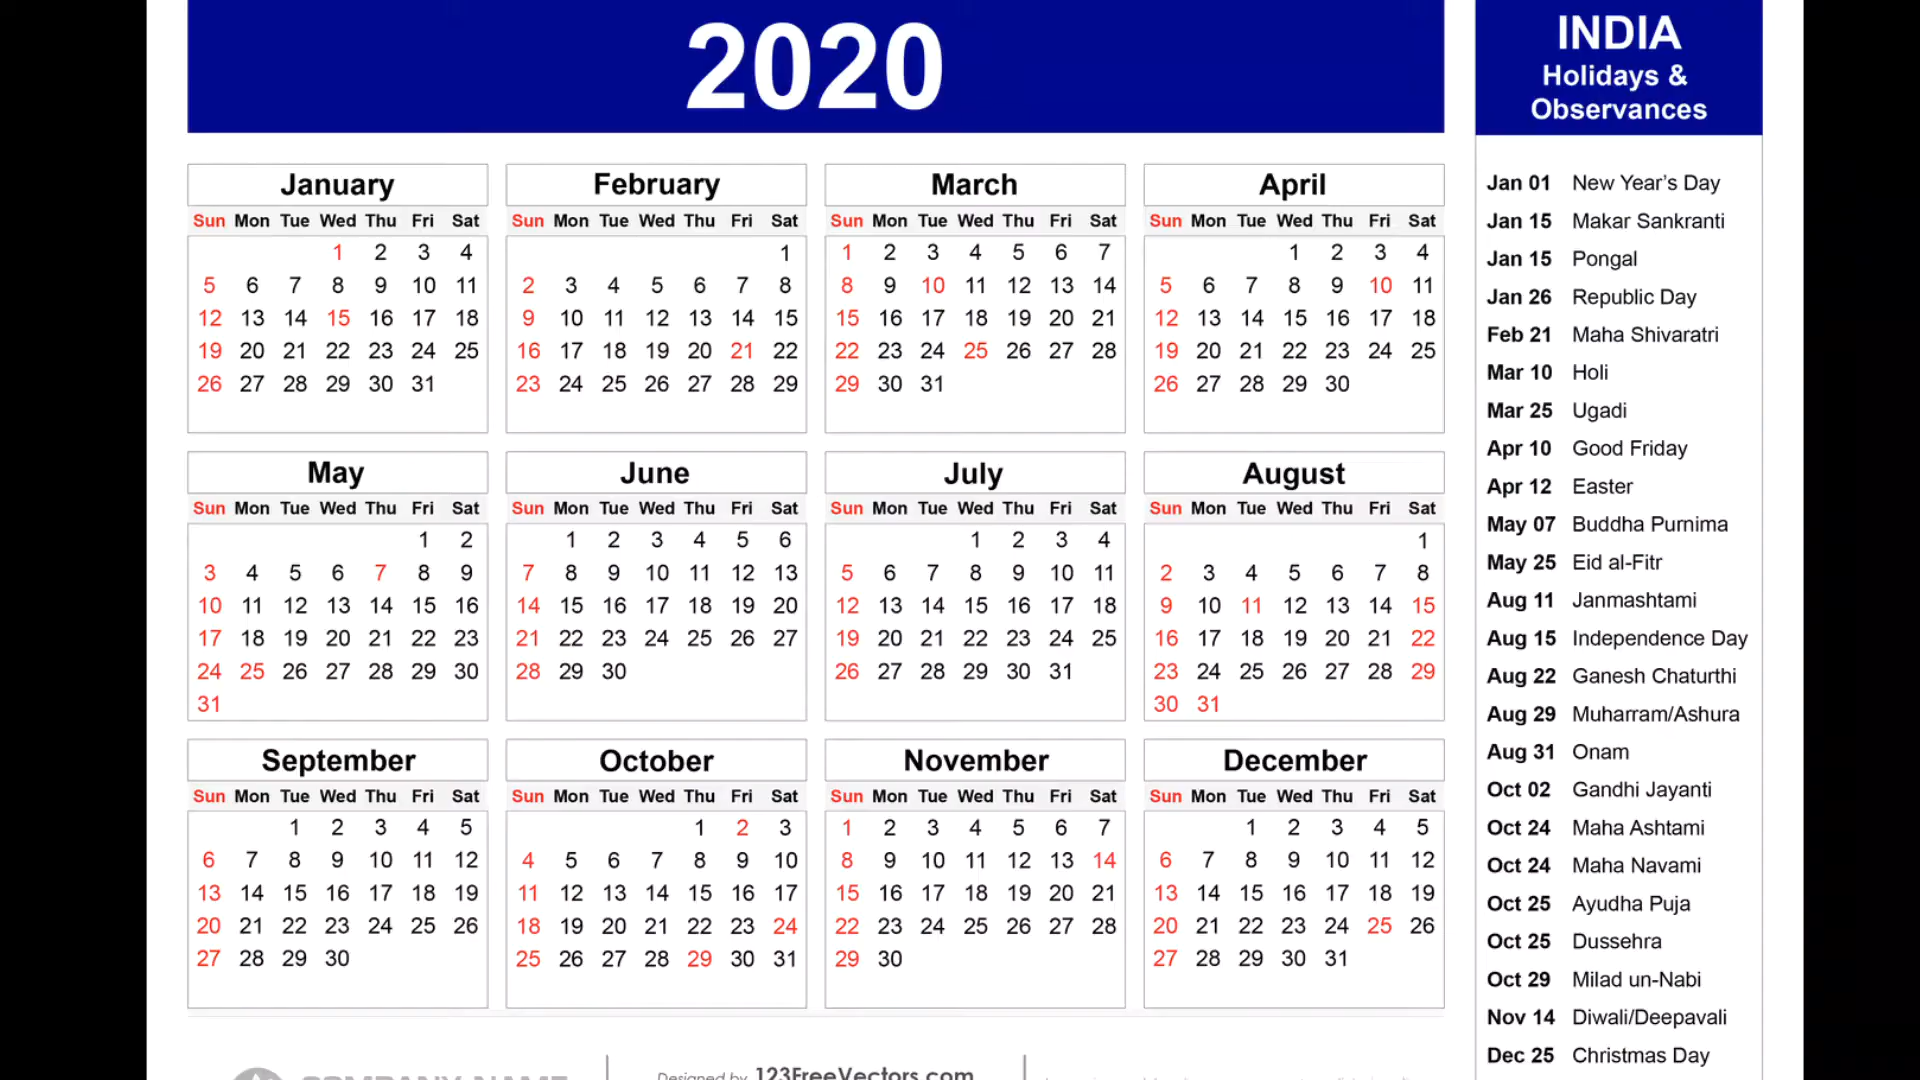 2020
INDIA
Holidays &
Observances
January
Sun Mon Tue Wed Thu Fri Sat
1 2 3 4
5 6 7 8 9 10 11
12 13 14 15 16 17 18
19 20 21 22 23 24 25
26 27 28 29 30 31
February
Sun Mon Tue Wed Thu Fri Sat
1
2 3 4 5 6 7 8
9 10 11 12 13 14 15
16 17 18 19 20 21 22
23 24 25 26 27 28 29
March
Sun Mon Tue Wed Thu Fri Sat
1 2 3 4 5 6 7
8 9 10 11 12 13 14
15 16 17 18 19 20 21
22 23 24 25 26 27 28
29 30 31
April
Sun Mon Tue Wed Thu Fri Sat
1 2 3 4
5 6 7 8 9 10 11
12 13 14 15 16 17 18
19 20 21 22 23 24 25
26 27 28 29 30
May
Sun Mon Tue Wed Thu Fri Sat
1 2
3 4 5 6 7 8 9
10 11 12 13 14 15 16
17 18 19 20 21 22 23
24 25 26 27 28 29 30
31
June
Sun Mon Tue Wed Thu Fri Sat
1 2 3 4 5 6
7 8 9 10 11 12 13
14 15 16 17 18 19 20
21 22 23 24 25 26 27
28 29 30
July
Sun Mon Tue Wed Thu Fri Sat
1 2 3 4
5 6 7 8 9 10 11
12 13 14 15 16 17 18
19 20 21 22 23 24 25
26 27 28 29 30 31
August
Sun Mon Tue Wed Thu Fri Sat
1
2 3 4 5 6 7 8
9 10 11 12 13 14 15
16 17 18 19 20 21 22
23 24 25 26 27 28 29
30 31
September
Sun Mon Tue Wed Thu Fri Sat
1 2 3 4 5
6 7 8 9 10 11 12
13 14 15 16 17 18 19
20 21 22 23 24 25 26
27 28 29 30
October
Sun Mon Tue Wed Thu Fri Sat
1 2 3
4 5 6 7 8 9 10
11 12 13 14 15 16 17
18 19 20 21 22 23 24
25 26 27 28 29 30 31
November
Sun Mon Tue Wed Thu Fri Sat
1 2 3 4 5 6 7
8 9 10 11 12 13 14
15 16 17 18 19 20 21
22 23 24 25 26 27 28
29 30
December
Sun Mon Tue Wed Thu Fri Sat
1 2 3 4 5
6 7 8 9 10 11 12
13 14 15 16 17 18 19
20 21 22 23 24 25 26
27 28 29 30 31
Jan 01 New Year’s Day
Jan 15 Makar Sankranti
Jan 15 Pongal
Jan 26 Republic Day
Feb 21 Maha Shivaratri
Mar 10 Holi
Mar 25 Ugadi
Apr 10 Good Friday
Apr 12 Easter
May 07 Buddha Purnima
May 25 Eid al-Fitr
Aug 11 Janmashtami
Aug 15 Independence Day
Aug 22 Ganesh Chaturthi
Aug 29 Muharram/Ashura
Aug 31 Onam
Oct 02 Gandhi Jayanti
Oct 24 Maha Ashtami
Oct 24 Maha Navami
Oct 25 Ayudha Puja
Oct 25 Dussehra
Oct 29 Milad un-Nabi
Nov 14 Diwali/Deepavali
Dec 25 Christmas Day
COMPANY NAME
Designed by 123FreeVectors.com